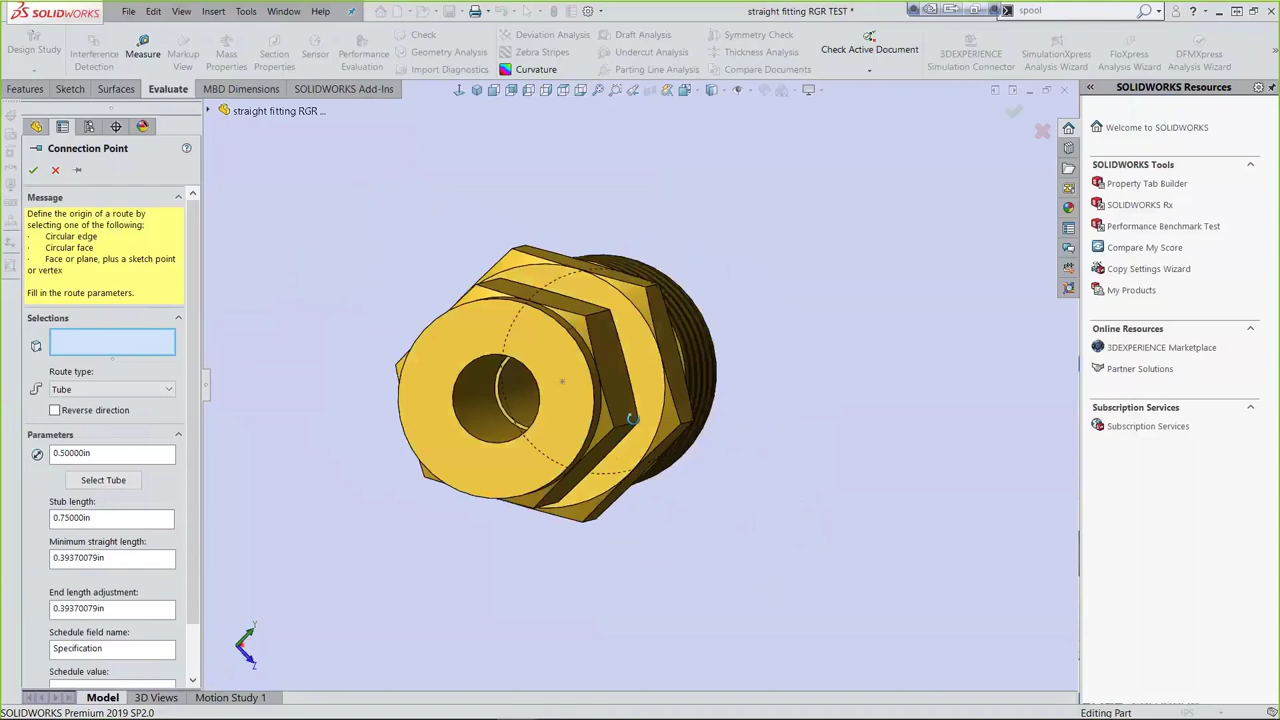 SOLIDWORKS
File
Edit
View
Insert
Tools
Window
Help
straight fitting RGR TEST *
spool
Design Study
Interference
Detection
Measure
Markup
View
Mass
Properties
Section
Properties
Sensor
Performance
Evaluation
Check
Geometry Analysis
Import Diagnostics
Deviation Analysis
Zebra Stripes
Curvature
Draft Analysis
Undercut Analysis
Parting Line Analysis
Symmetry Check
Thickness Analysis
Compare Documents
Check Active Document
3DEXPERIENCE
Simulation Connector
SimulationXpress
Analysis Wizard
FloXpress
Analysis Wizard
DFMXpress
Analysis Wizard
Features
Sketch
Surfaces
Evaluate
MBD Dimensions
SOLIDWORKS Add-Ins
SOLIDWORKS Resources
straight fitting RGR ...
Connection Point
Message
Define the origin of a route by
selecting one of the following:
· Circular edge
· Circular face
· Face or plane, plus a sketch point
or vertex
Fill in the route parameters.
Selections
Route type:
Tube
Reverse direction
Parameters
0.50000in
Select Tube
Stub length:
0.75000in
Minimum straight length:
0.39370079in
End length adjustment:
0.39370079in
Schedule field name:
Specification
Schedule value:
Y
Z
Welcome to SOLIDWORKS
SOLIDWORKS Tools
Property Tab Builder
SOLIDWORKS Rx
Performance Benchmark Test
Compare My Score
Copy Settings Wizard
My Products
Online Resources
3DEXPERIENCE Marketplace
Partner Solutions
Subscription Services
Subscription Services
Model
3D Views
Motion Study 1
SOLIDWORKS Premium 2019 SP2.0
Editing Part
IPS